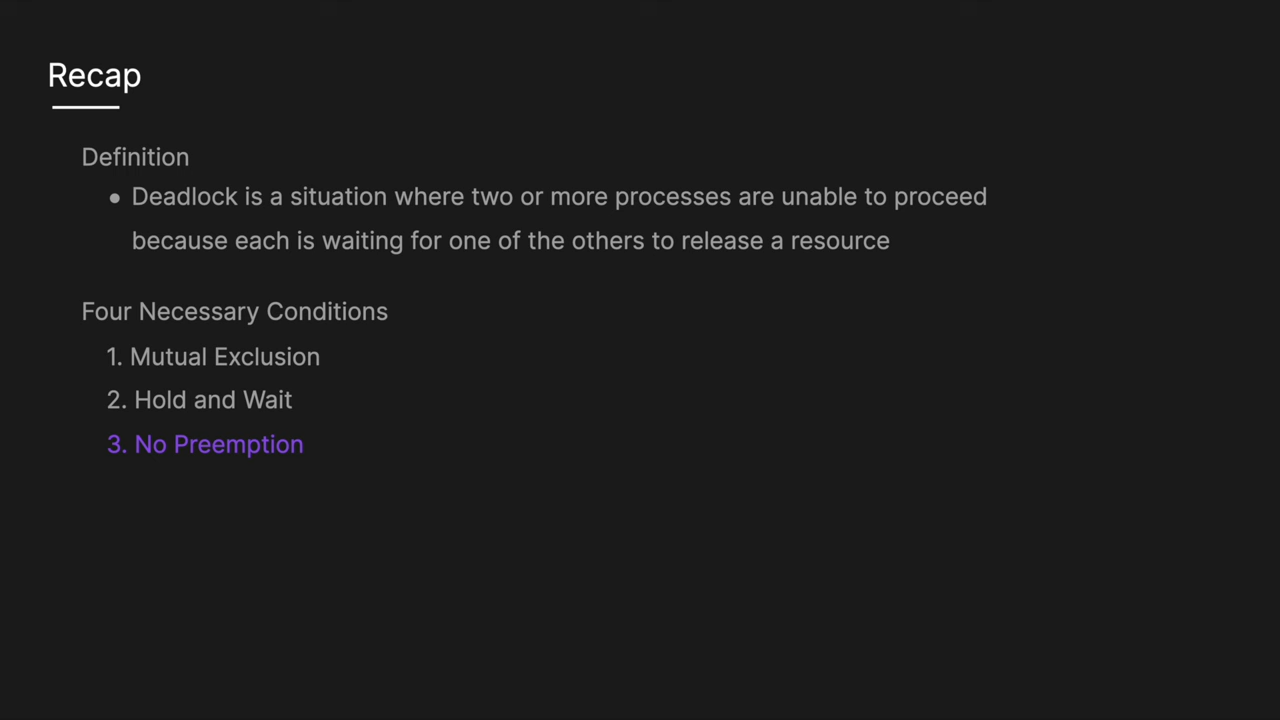 Recap
Definition
• Deadlock is a situation where two or more processes are unable to proceed
because each is waiting for one of the others to release a resource
Four Necessary Conditions
1. Mutual Exclusion
2. Hold and Wait
3. No Preemption